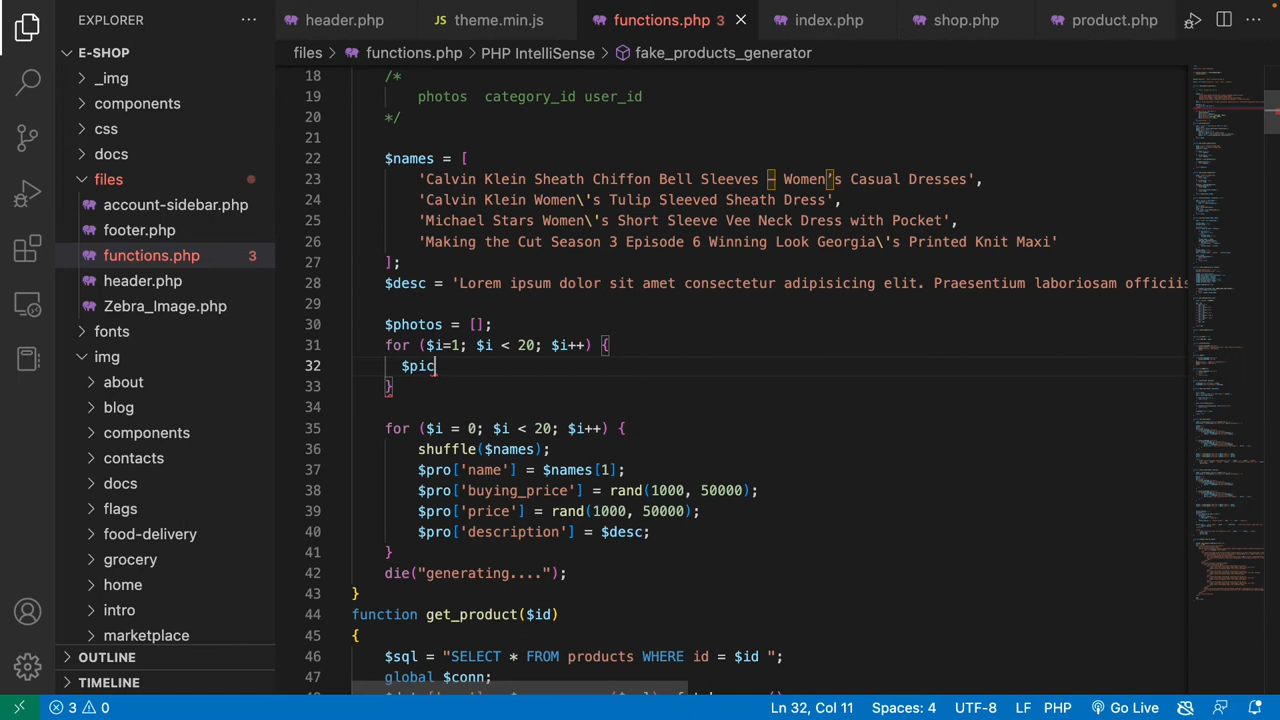 EXPLORER
header.php
theme.min.js
functions.php 3
index.php
shop.php
product.php
E-SHOP
files
functions.php
PHP IntelliSense
fake_products_generator
_img
components
css
docs
files
account-sidebar.php
footer.php
functions.php 3
header.php
Zebra_Image.php
fonts
img
about
blog
components
contacts
docs
flags
food-delivery
grocery
home
intro
marketplace
OUTLINE
TIMELINE
18 /*
19 photos category_id user_id
20 */
21
22 $names = [
23 'Calvin Klein Sheath Chiffon Bell Sleeves – Women's Casual Dresses',
24 'Calvin Klein Women\'s Tulip Sleeved Sheath Dress',
25 'Michael Kors Women\'s Short Sleeve Vee Neck Dress with Pocket',
26 'Making the Cut Season 3 Episode 6 Winning Look Georgia\'s Printed Knit Maxi'
27 ];
28 $desc = 'Lorem ipsum dolor sit amet consectetur adipisicing elit. Praesentium laboriosam officiis
29
30 $photos = [];
31 for ($i=1; $i < 20; $i++) {
32 $pic
33 }
34
35 for ($i = 0; $i < 20; $i++) {
36 shuffle($names);
37 $pro['name'] = $names[1];
38 $pro['buying_price'] = rand(1000, 50000);
39 $pro['price'] = rand(1000, 50000);
40 $pro['description'] = $desc;
41 }
42 die("generating....");
43 }
44 function get_product($id)
45 {
46 $sql = "SELECT * FROM products WHERE id = $id ";
47 global $conn;
3 0
Ln 32, Col 11
Spaces: 4
UTF-8
LF
PHP
Go Live